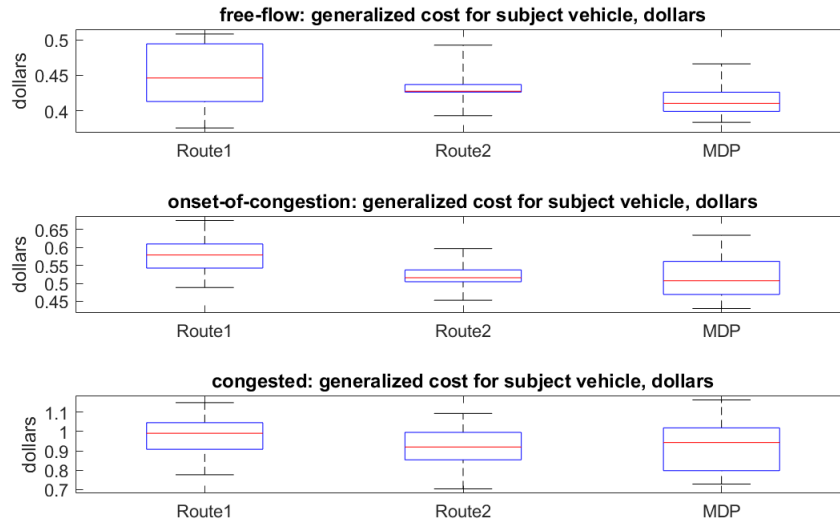 free-flow: generalized cost for subject vehicle, dollars
dollars
0.5
0.45
0.4
Route1 Route2 MDP
onset-of-congestion: generalized cost for subject vehicle, dollars
dollars
0.65
0.6
0.55
0.5
0.45
Route1 Route2 MDP
congested: generalized cost for subject vehicle, dollars
dollars
1.1
1
0.9
0.8
0.7
Route1 Route2 MDP